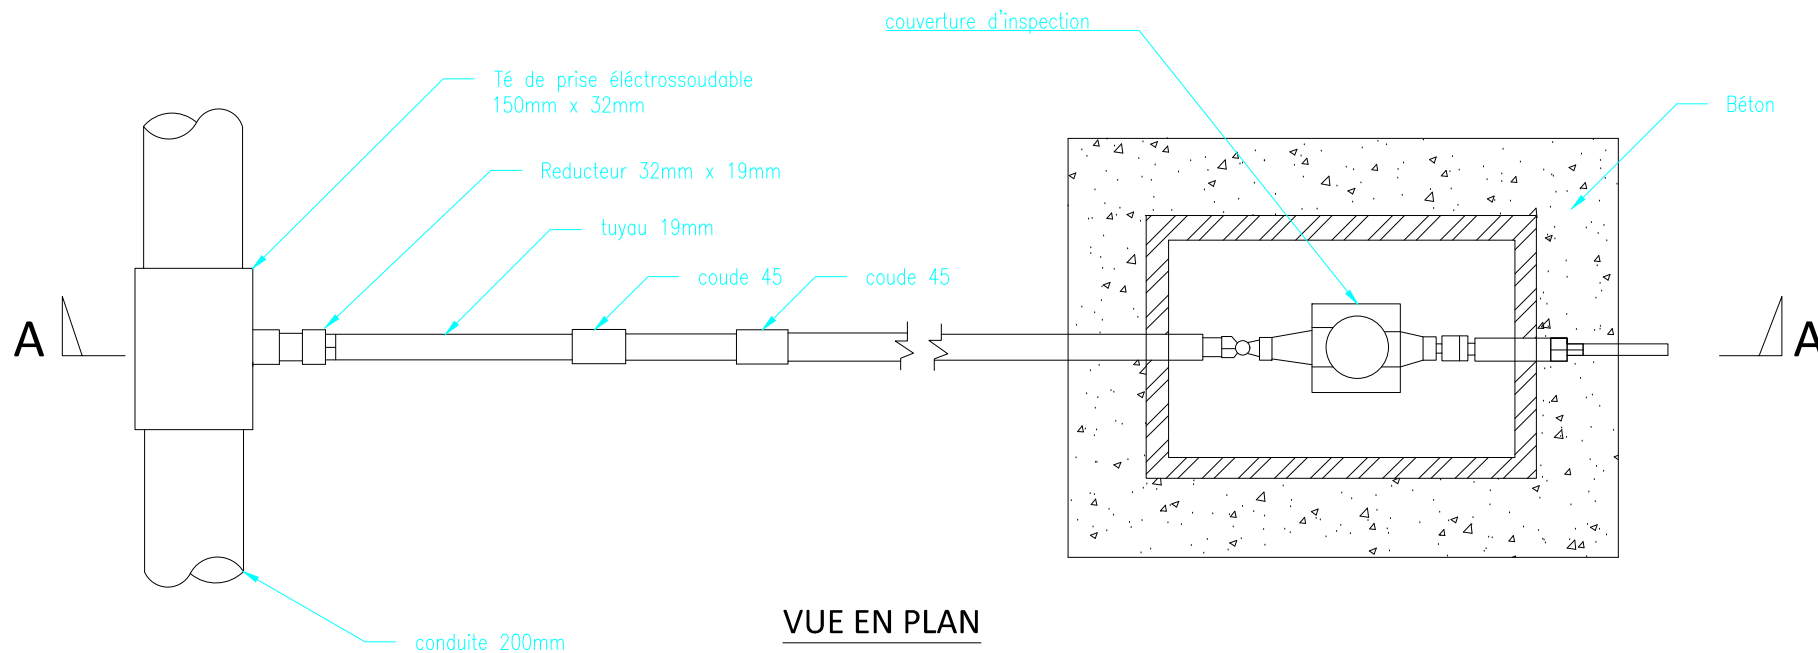 couverture d'inspection
Té de prise éléctrossoudable
150mm x 32mm
Béton
Reducteur 32mm x 19mm
tuyau 19mm
coude 45
coude 45
A
A
VUE EN PLAN
conduite 200mm